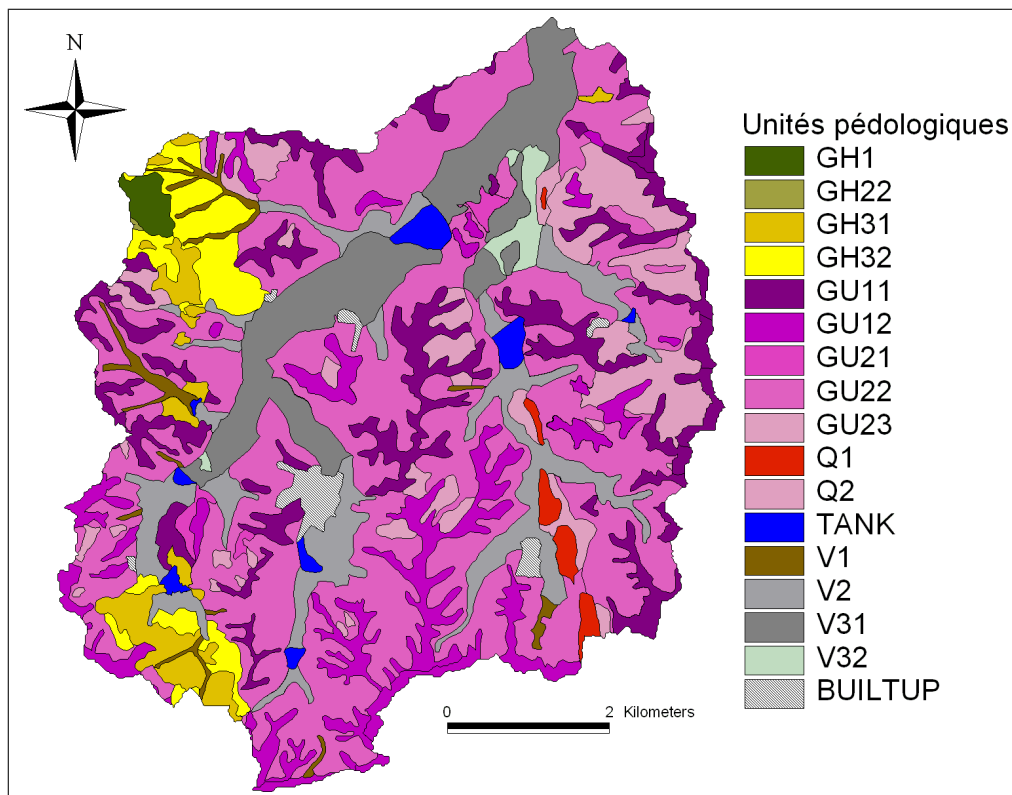 N
Unités pédologiques
GH1
GH22
GH31
GH32
GU11
GU12
GU21
GU22
GU23
Q1
Q2
TANK
V1
V2
V31
V32
BUILTUP
0 2 Kilometers